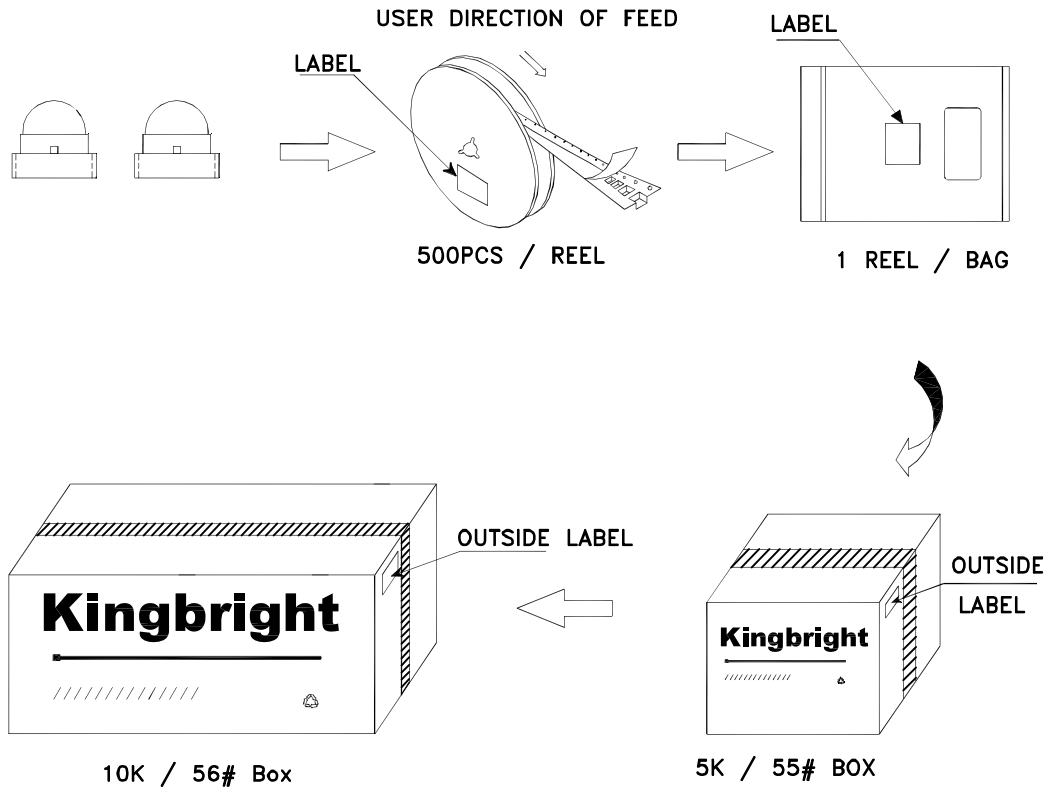 USER DIRECTION OF FEED
LABEL
LABEL
500PCS / REEL
1 REEL / BAG
OUTSIDE LABEL
OUTSIDE
LABEL
Kingbright
Kingbright
10K / 56# Box
5K / 55# BOX